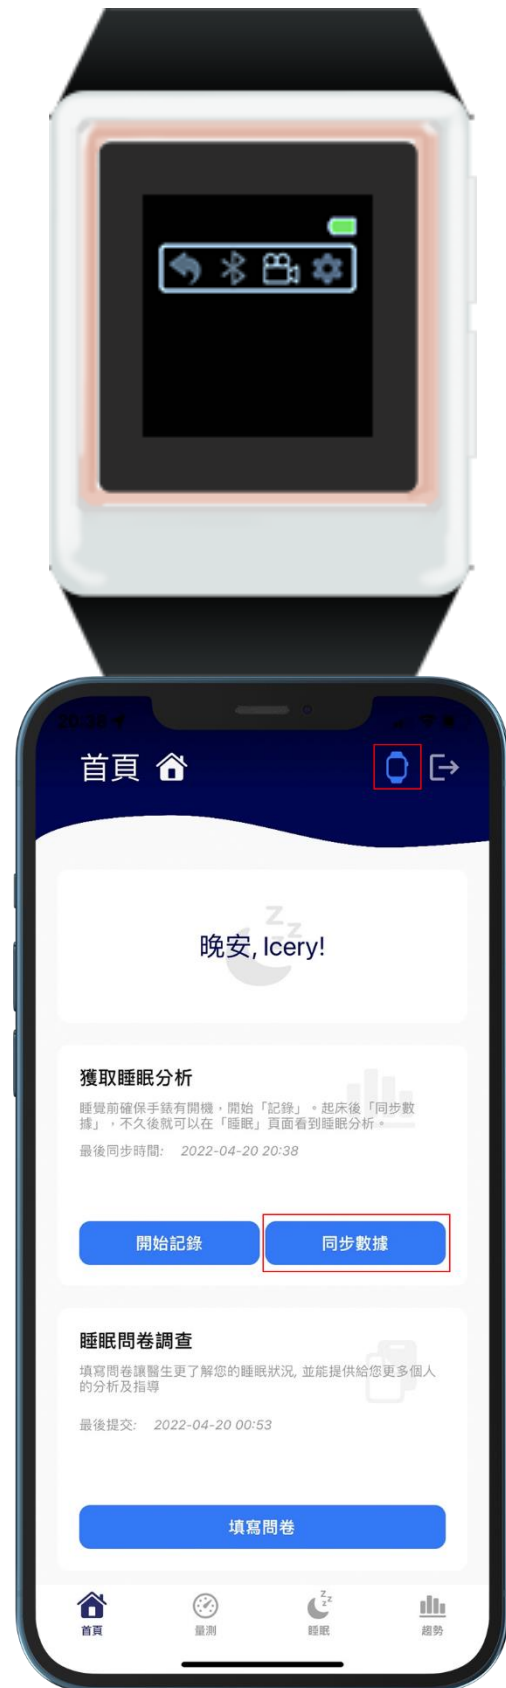 20:38
首頁
晚安, Icery!
獲取睡眠分析
睡覺前確保手錶有開機，開始「記錄」。起床後「同步數
據」，不久後就可以在「睡眠」頁面看到睡眠分析。
最後同步時間: 2022-04-20 20:38
開始記錄 同步數據
睡眠問卷調查
填寫問卷讓醫生更了解您的睡眠狀況, 並能提供給您更多個人
的分析及指導
最後提交: 2022-04-20 00:53
填寫問卷
首頁 量測 睡眠 趨勢